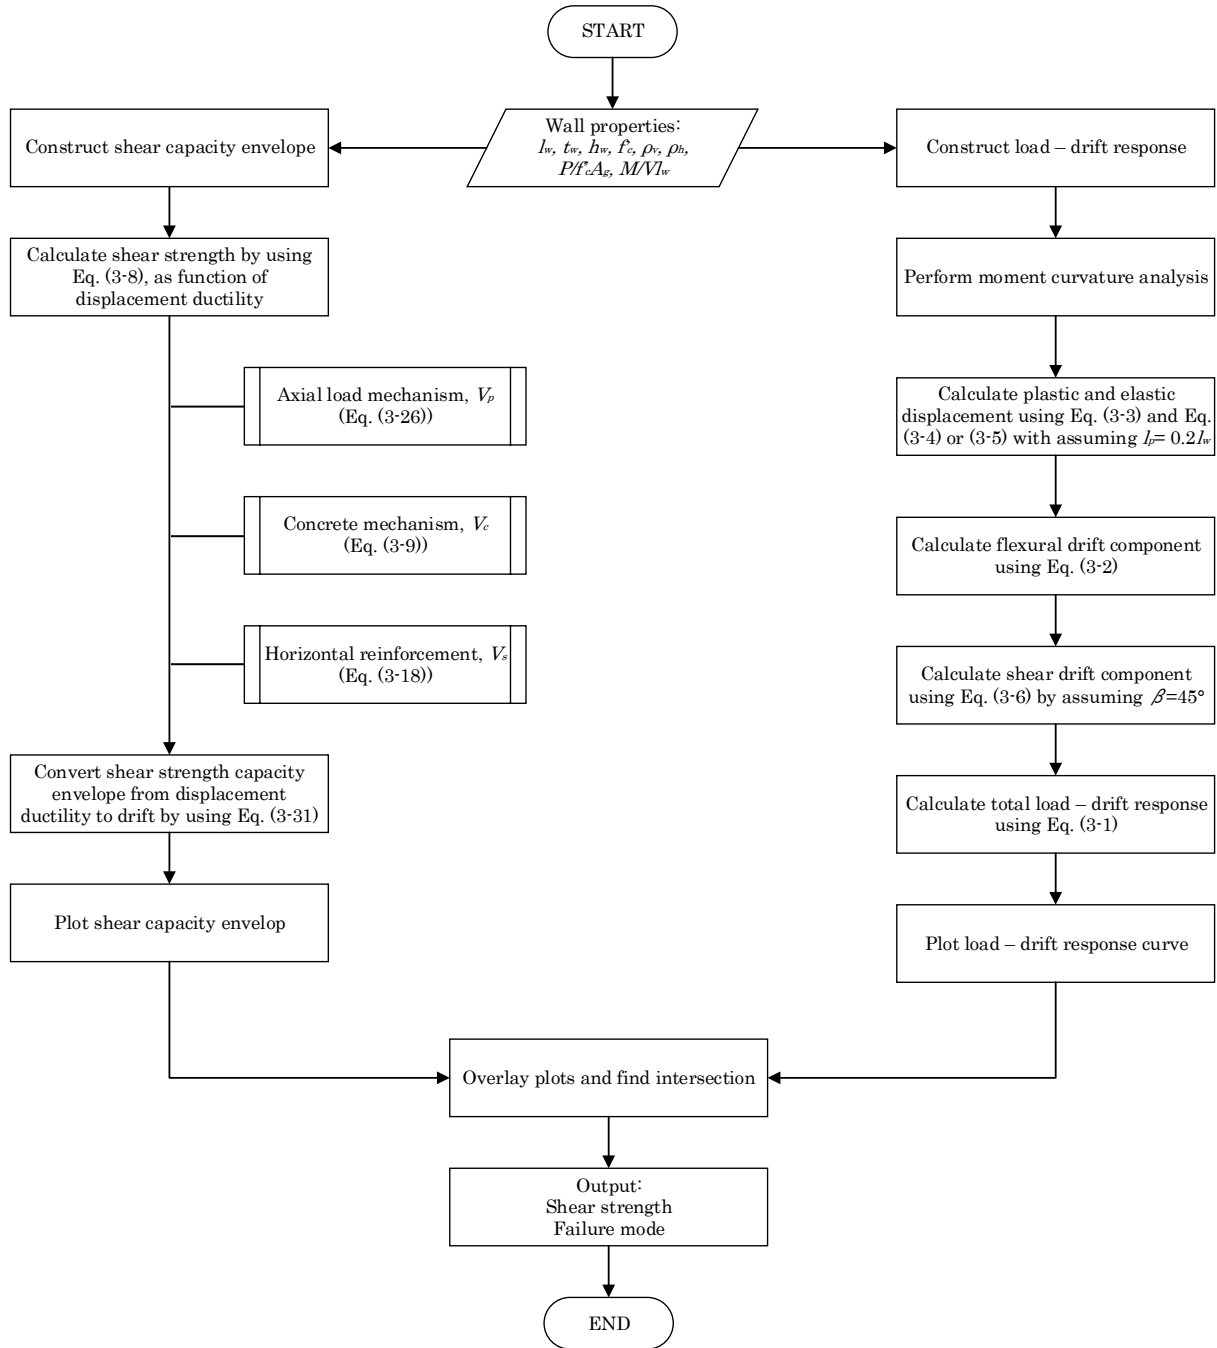 START
Wall properties:
lw, tw, hw, f'c, ρv, ρh,
P/f'cAg, M/Vlw
Construct shear capacity envelope
Calculate shear strength by using
Eq. (3-8), as function of
displacement ductility
Axial load mechanism, Vp
(Eq. (3-26))
Concrete mechanism, Vc
(Eq. (3-9))
Horizontal reinforcement, Vs
(Eq. (3-18))
Convert shear strength capacity
envelope from displacement
ductility to drift by using Eq. (3-31)
Plot shear capacity envelop
Construct load – drift response
Perform moment curvature analysis
Calculate plastic and elastic
displacement using Eq. (3-3) and Eq.
(3-4) or (3-5) with assuming lp= 0.2lw
Calculate flexural drift component
using Eq. (3-2)
Calculate shear drift component
using Eq. (3-6) by assuming β=45°
Calculate total load – drift response
using Eq. (3-1)
Plot load – drift response curve
Overlay plots and find intersection
Output:
Shear strength
Failure mode
END